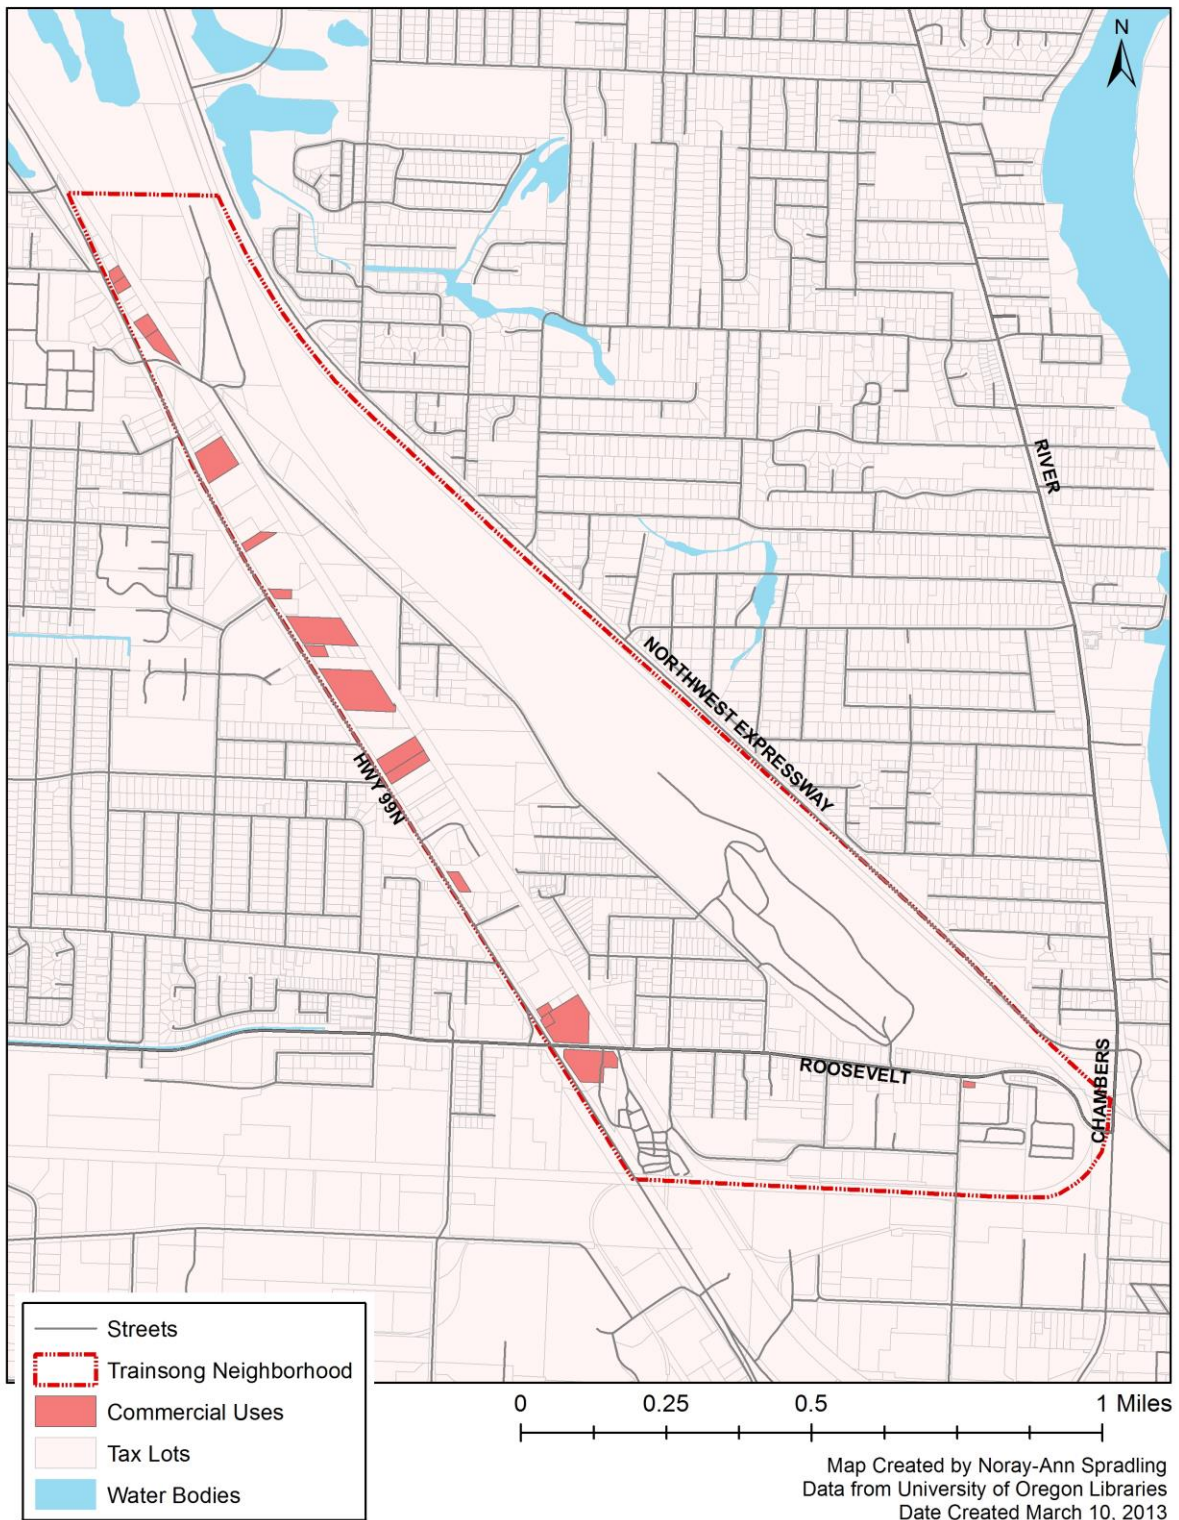 N
RIVER
NORTHWEST EXPRESSWAY
HWY 99N
ROOSEVELT
CHAMBERS
Streets
Trainsong Neighborhood
Commercial Uses
Tax Lots
Water Bodies
0 0.25 0.5 1 Miles
Map Created by Noray-Ann Spradling
Data from University of Oregon Libraries
Date Created March 10, 2013